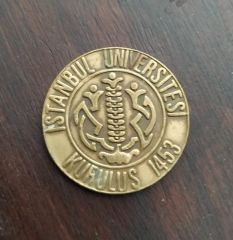 İSTANBUL ÜNİVERSİTESİ
KURULUŞ 1453